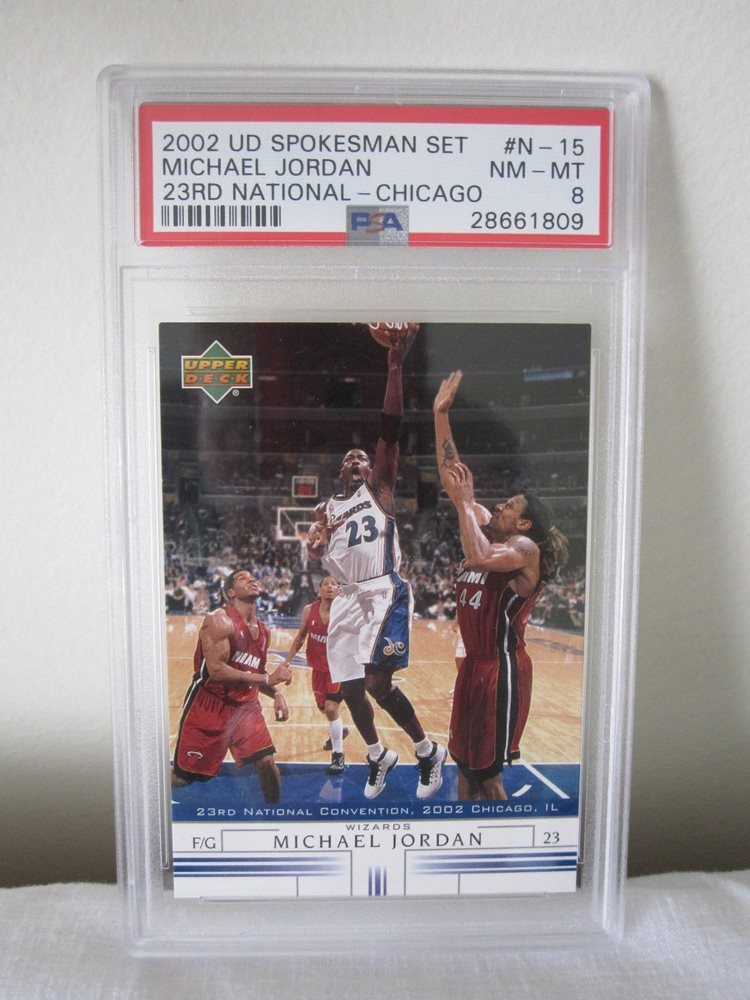 2002 UD SPOKESMAN SET #N-15
MICHAEL JORDAN NM-MT
23RD NATIONAL-CHICAGO 8
PSA 28661809
UPPER
DECK
®
23
MIAMI
44
23RD NATIONAL CONVENTION, 2002 CHICAGO, IL
WIZARDS
F/G MICHAEL JORDAN 23